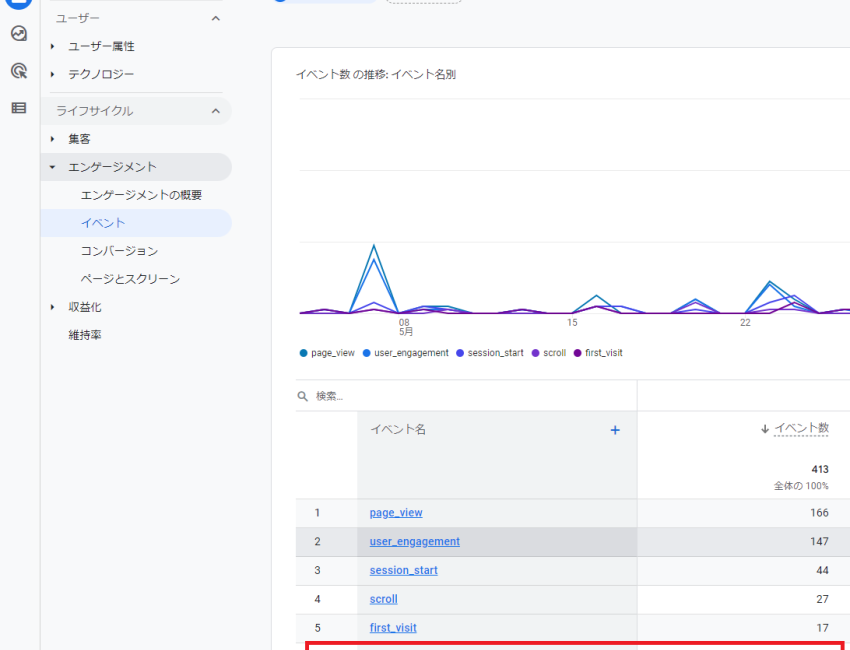 ユーザー
ユーザー属性
テクノロジー
ライフサイクル
集客
エンゲージメント
エンゲージメントの概要
イベント
コンバージョン
ページとスクリーン
収益化
維持率
イベント数 の推移: イベント名別
08
5月
15
22
page_view
user_engagement
session_start
scroll
first_visit
検索...
イベント名
+
↓ イベント数
413
全体の 100%
1 page_view 166
2 user_engagement 147
3 session_start 44
4 scroll 27
5 first_visit 17